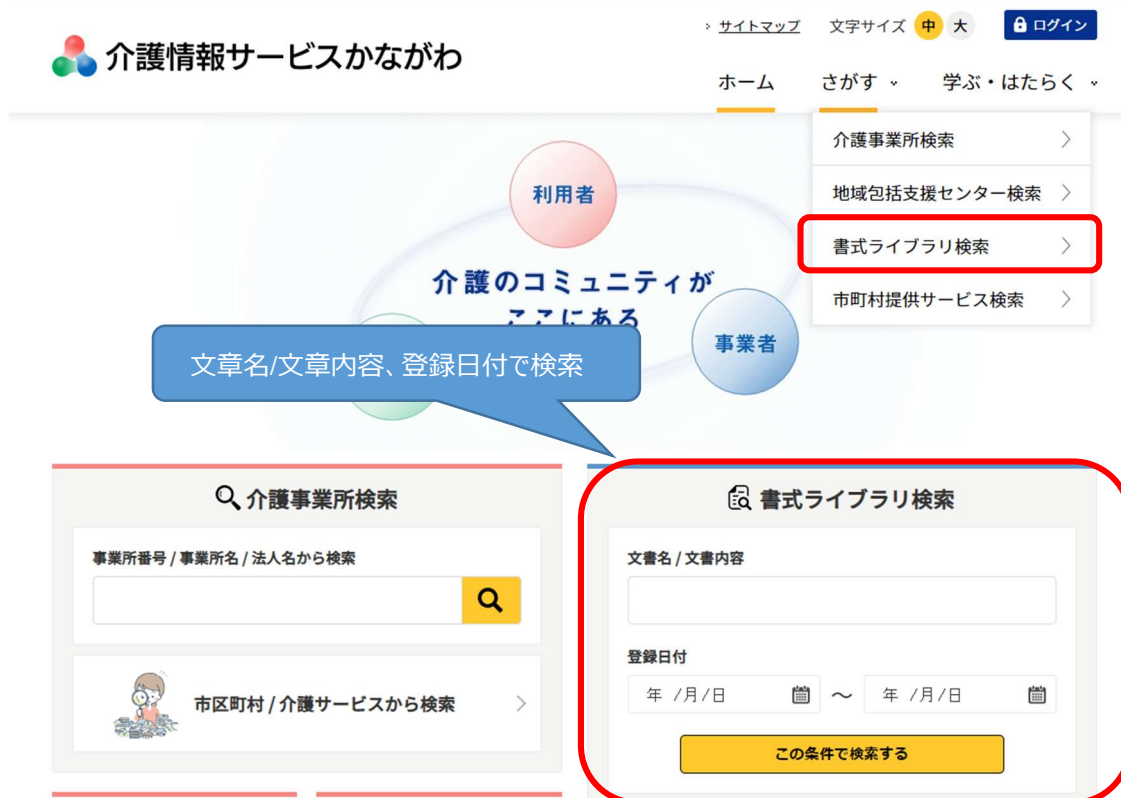 サイトマップ 文字サイズ 中 大 ログイン
介護情報サービスかながわ
ホーム さがす 学ぶ・はたらく
介護事業所検索
地域包括支援センター検索
書式ライブラリ検索
市町村提供サービス検索
利用者
介護のコミュニティが
ここにある
事業者
文章名/文章内容、登録日付で検索
介護事業所検索
事業所番号 / 事業所名 / 法人名から検索
市区町村 / 介護サービスから検索
書式ライブラリ検索
文書名 / 文書内容
登録日付
年 /月/日 ～ 年 /月/日
この条件で検索する